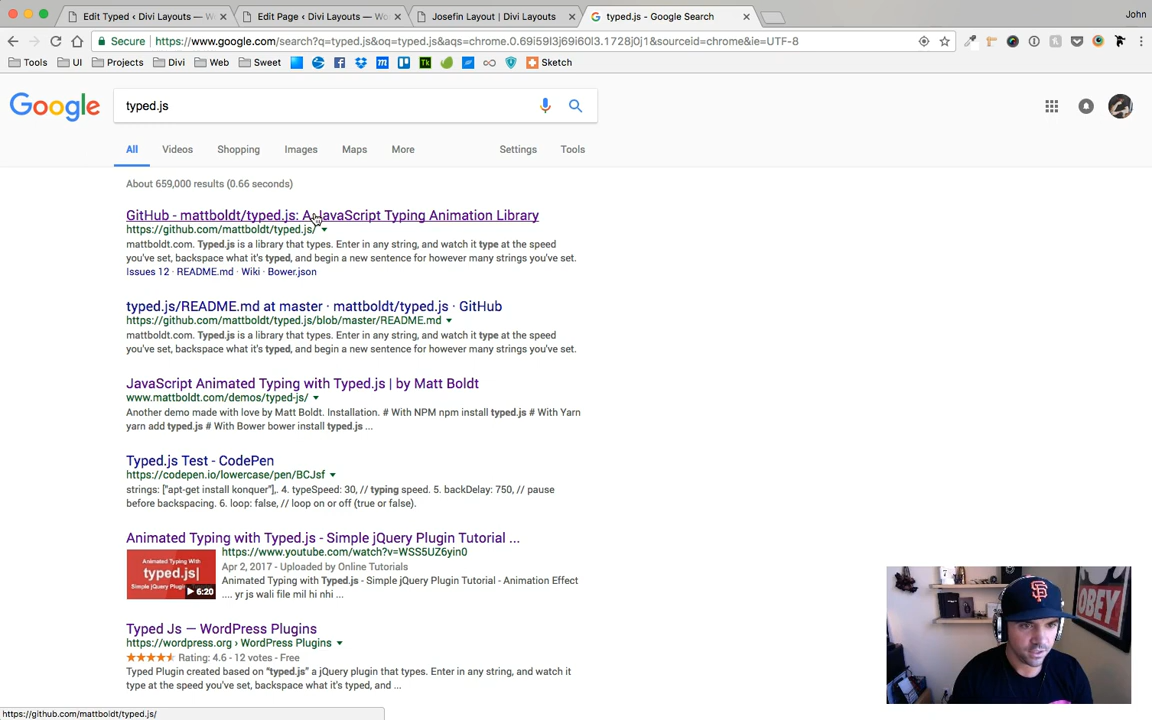 Edit Typed ‹ Divi Layouts — W
Edit Page ‹ Divi Layouts — Wo
Josefin Layout | Divi Layouts
typed.js - Google Search
John
Secure
https://www.google.com/search?q=typed.js&oq=typed.js&aqs=chrome.0.69i59l3j69i60l3.1728j0j1&sourceid=chrome&ie=UTF-8
Tools
UI
Projects
Divi
Web
Sweet
Sketch
Google
typed.js
All
Videos
Shopping
Images
Maps
More
Settings
Tools
About 659,000 results (0.66 seconds)
GitHub - mattboldt/typed.js: A JavaScript Typing Animation Library
https://github.com/mattboldt/typed.js/
mattboldt.com. Typed.js is a library that types. Enter in any string, and watch it type at the speed
you've set, backspace what it's typed, and begin a new sentence for however many strings you've set.
Issues 12 · README.md · Wiki · Bower.json
typed.js/README.md at master · mattboldt/typed.js · GitHub
https://github.com/mattboldt/typed.js/blob/master/README.md
mattboldt.com. Typed.js is a library that types. Enter in any string, and watch it type at the speed
you've set, backspace what it's typed, and begin a new sentence for however many strings you've set.
JavaScript Animated Typing with Typed.js | by Matt Boldt
www.mattboldt.com/demos/typed-js/
Another demo made with love by Matt Boldt. Installation. # With NPM npm install typed.js # With Yarn
yarn add typed.js # With Bower bower install typed.js ...
Typed.js Test - CodePen
https://codepen.io/lowercase/pen/BCJsf
strings: ["apt-get install konquer"],. 4. typeSpeed: 30, // typing speed. 5. backDelay: 750, // pause
before backspacing. 6. loop: false, // loop on or off (true or false).
Animated Typing with Typed.js - Simple jQuery Plugin Tutorial ...
https://www.youtube.com/watch?v=WSS5UZ6yin0
Apr 2, 2017 - Uploaded by Online Tutorials
Animated Typing with Typed.js - Simple jQuery Plugin Tutorial - Animation Effect
.... yr js wali file mil hi nhi ...
Animated Typing With
typed.js|
Simple jQuery Plug
6:20
Typed Js — WordPress Plugins
https://wordpress.org › WordPress Plugins
Rating: 4.6 - 12 votes - Free
Typed Plugin created based on "typed.js" a jQuery plugin that types. Enter in any string, and watch it
type at the speed you've set, backspace what it's typed, and ...
OBEY
SF
https://github.com/mattboldt/typed.js/